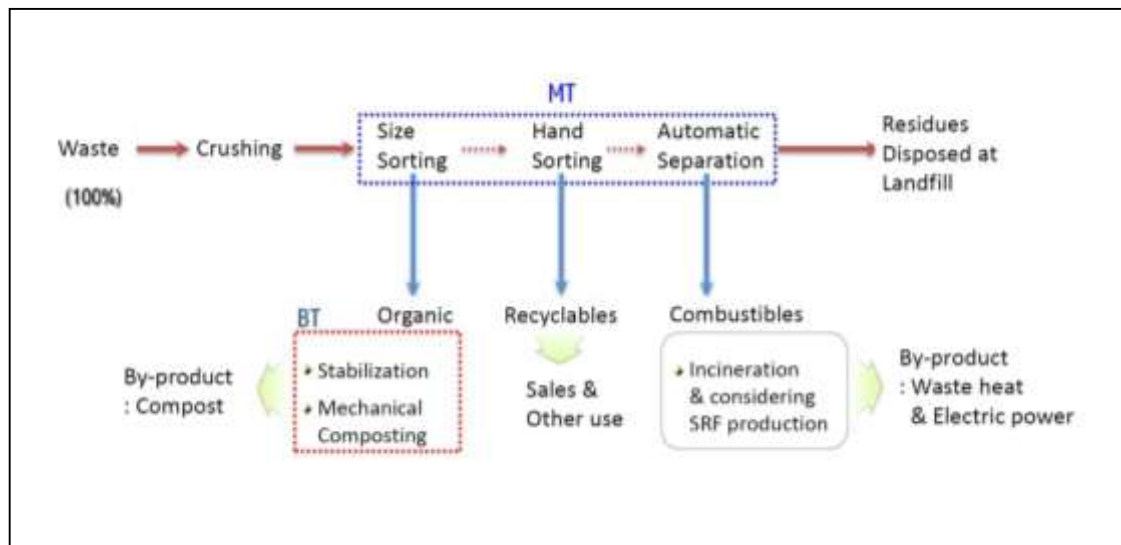 MT
Waste
(100%)
Crushing
Size
Sorting
Hand
Sorting
Automatic
Separation
Residues
Disposed at
Landfill
BT
Organic
Stabilization
Mechanical
Composting
By-product
: Compost
Recyclables
Sales &
Other use
Combustibles
Incineration
& considering
SRF production
By-product
: Waste heat
& Electric power